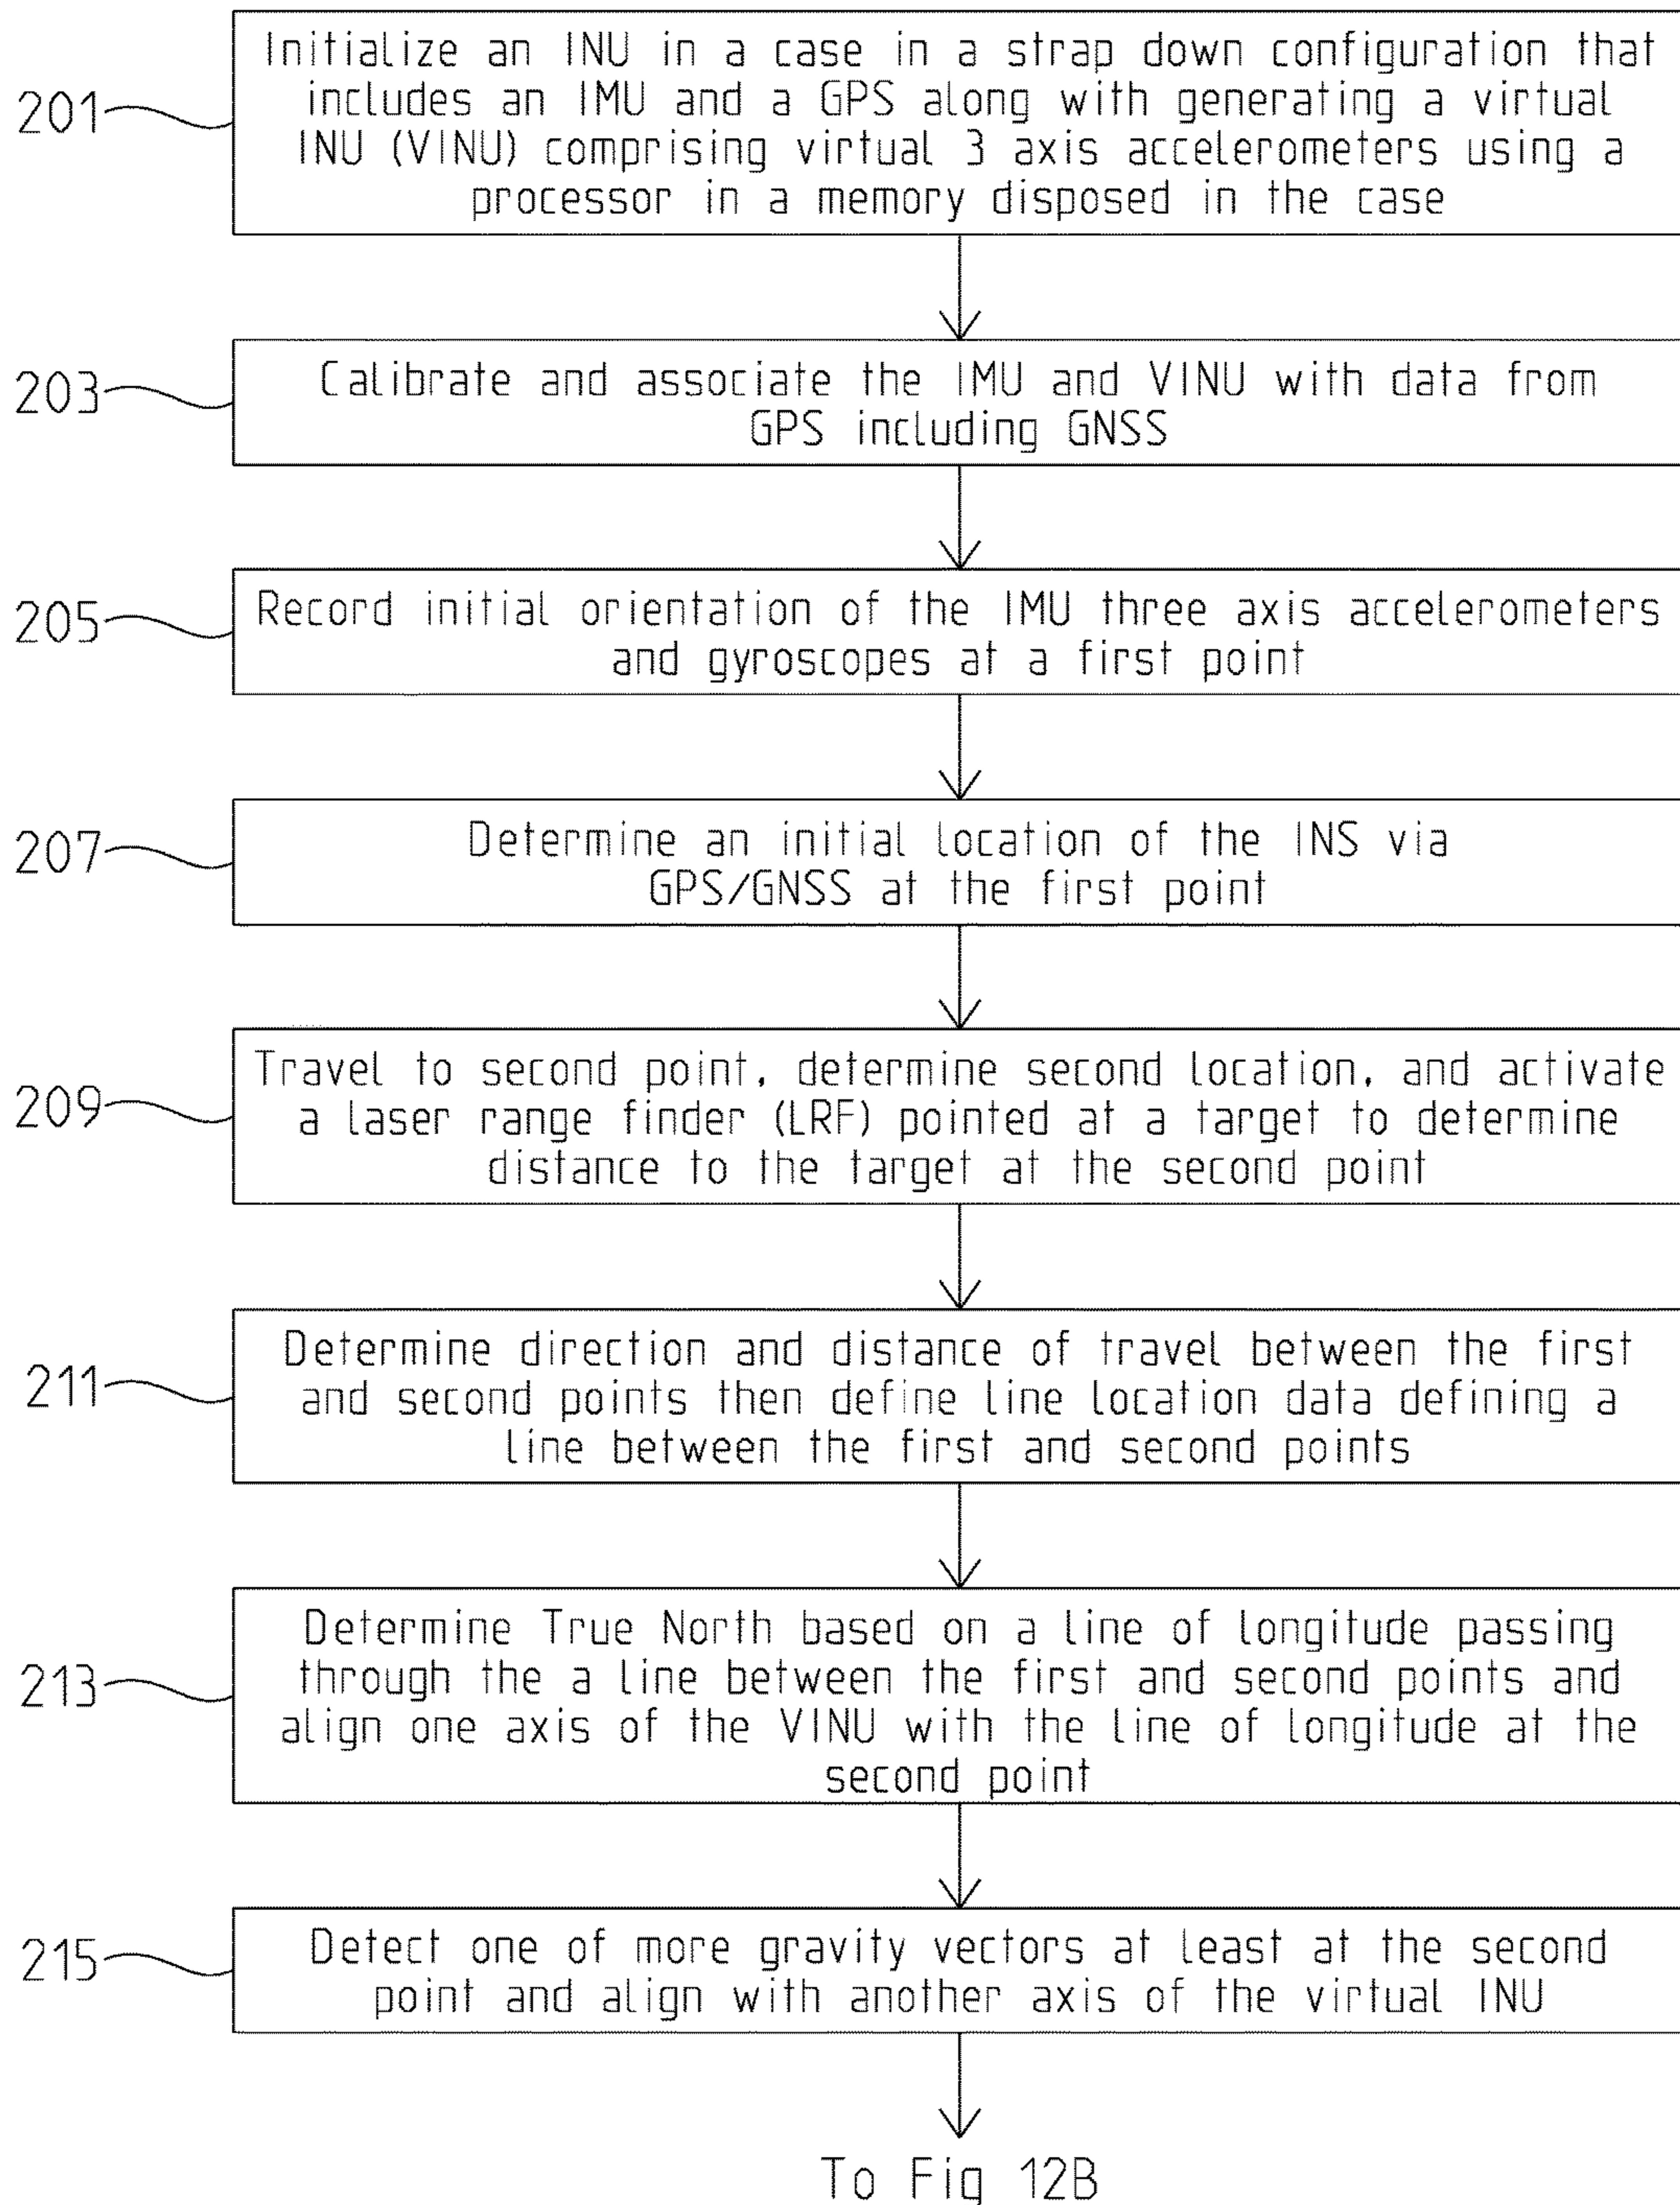 201
Initialize an INU in a case in a strap down configuration that
includes an IMU and a GPS along with generating a virtual
INU (VINU) comprising virtual 3 axis accelerometers using a
processor in a memory disposed in the case
203
Calibrate and associate the IMU and VINU with data from
GPS including GNSS
205
Record initial orientation of the IMU three axis accelerometers
and gyroscopes at a first point
207
Determine an initial location of the INS via
GPS/GNSS at the first point
209
Travel to second point, determine second location, and activate
a laser range finder (LRF) pointed at a target to determine
distance to the target at the second point
211
Determine direction and distance of travel between the first
and second points then define line location data defining a
line between the first and second points
213
Determine True North based on a line of longitude passing
through the a line between the first and second points and
align one axis of the VINU with the line of longitude at the
second point
215
Detect one of more gravity vectors at least at the second
point and align with another axis of the virtual INU
To Fig 12B